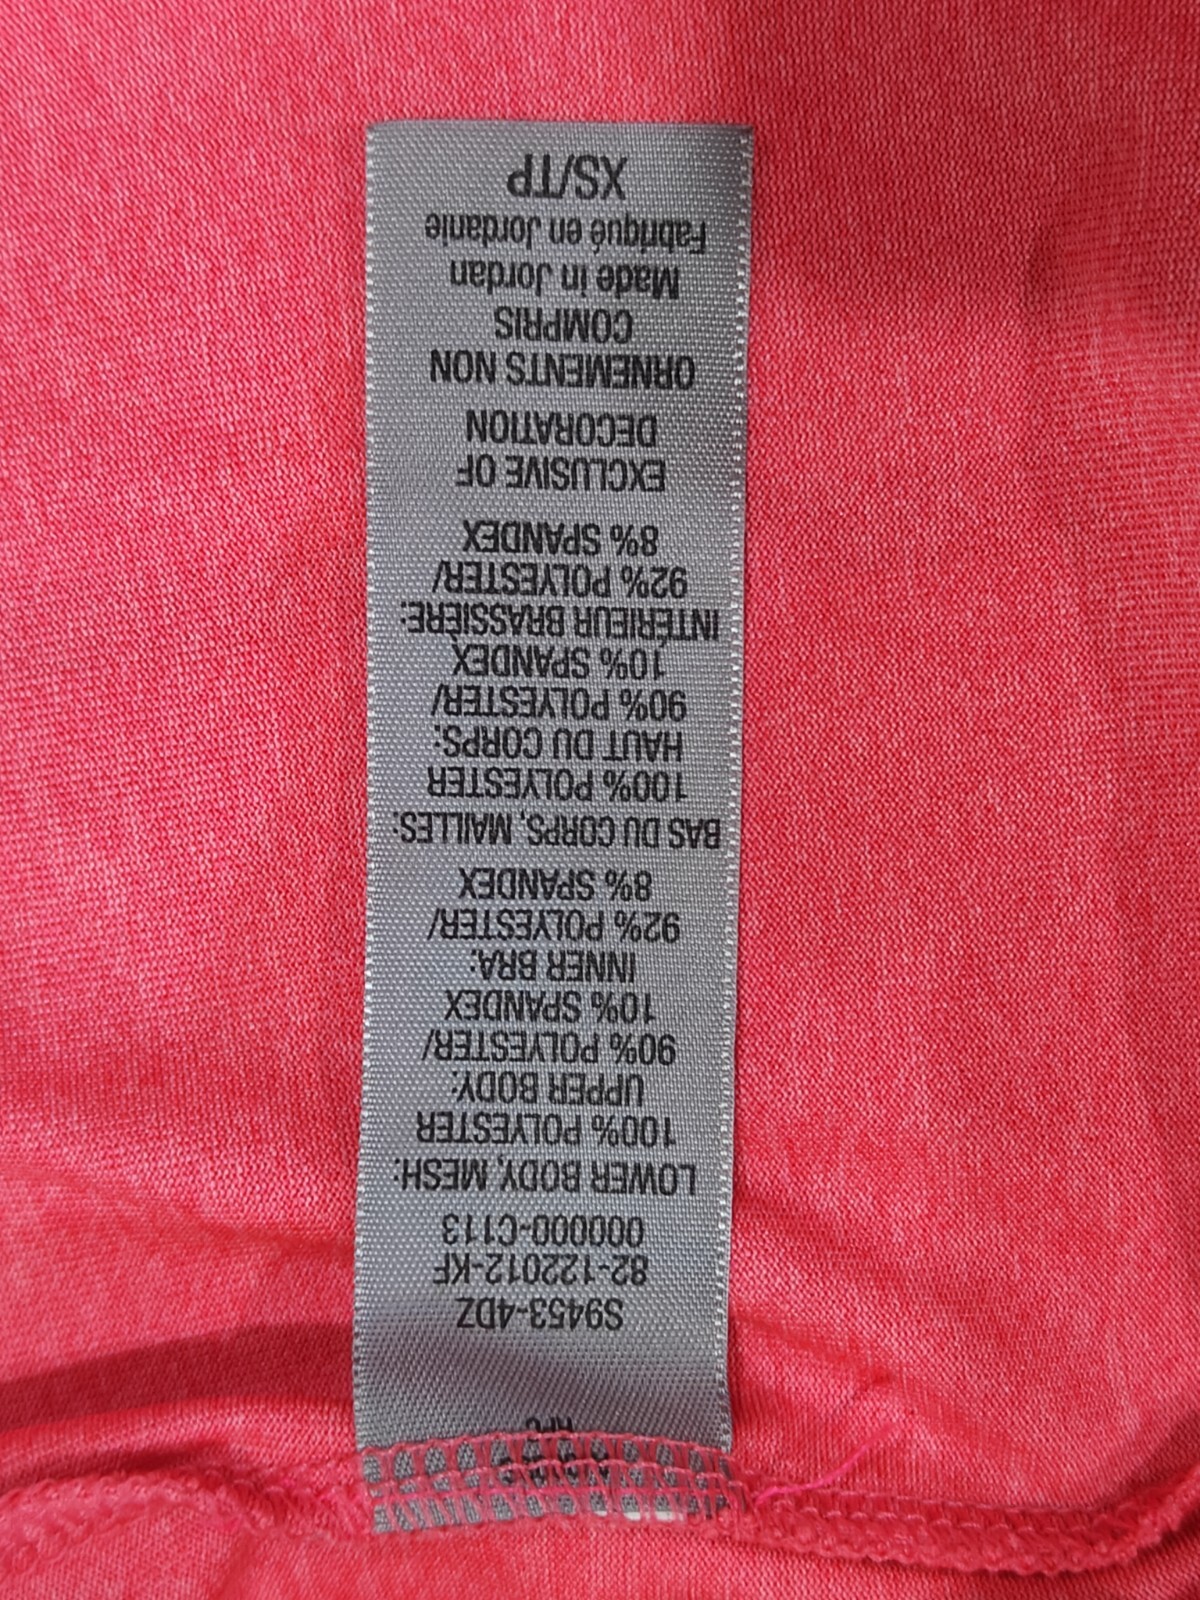 S9453-4DZ
82-122012-KF
000000-C113
LOWER BODY, MESH:
100% POLYESTER
UPPER BODY:
90% POLYESTER/
10% SPANDEX
INNER BRA:
92% POLYESTER/
8% SPANDEX
BAS DU CORPS, MAILLES:
100% POLYESTER
HAUT DU CORPS:
90% POLYESTER/
10% SPANDEX
INTÉRIEUR BRASSIÈRE:
92% POLYESTER/
8% SPANDEX
EXCLUSIVE OF
DECORATION
ORNEMENTS NON
COMPRIS
Made in Jordan
Fabriqué en Jordanie
XS/TP